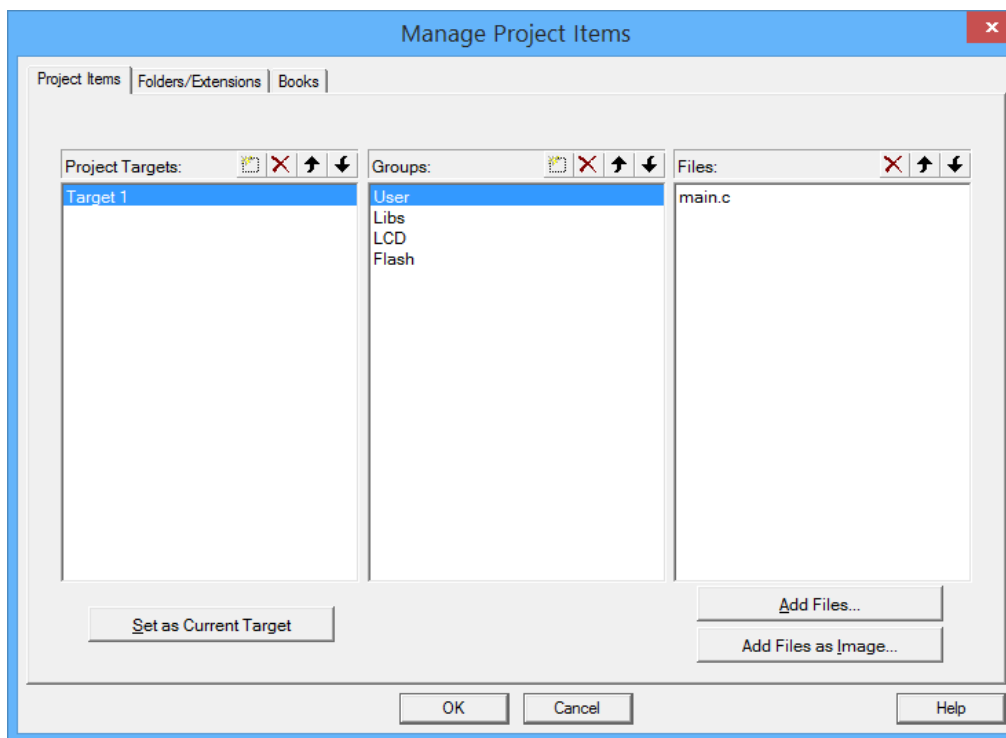 Manage Project Items
Project Items Folders/Extensions Books
Project Targets: Groups: Files:
Target 1 User main.c
Libs
LCD
Flash
Set as Current Target
Add Files...
Add Files as Image...
OK Cancel Help